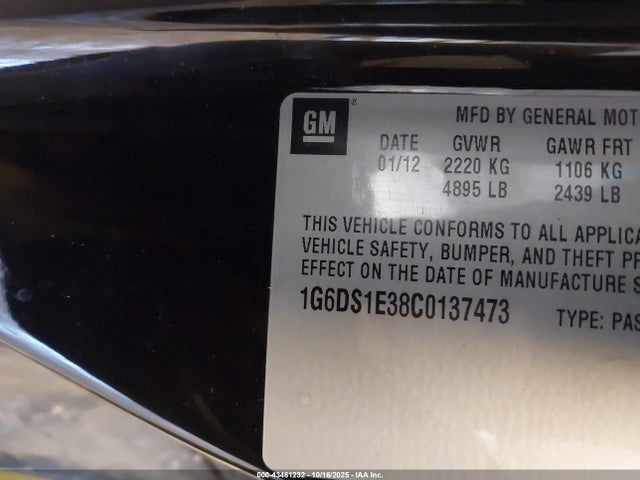 GM®
MFD BY GENERAL MOT
DATE GVWR GAWR FRT
01/12 2220 KG 1106 KG
4895 LB 2439 LB
THIS VEHICLE CONFORMS TO ALL APPLICA
VEHICLE SAFETY, BUMPER, AND THEFT PR
EFFECT ON THE DATE OF MANUFACTURE S
1G6DS1E38C0137473 TYPE: PAS
000-43461232 - 10/16/2025 - IAA Inc.